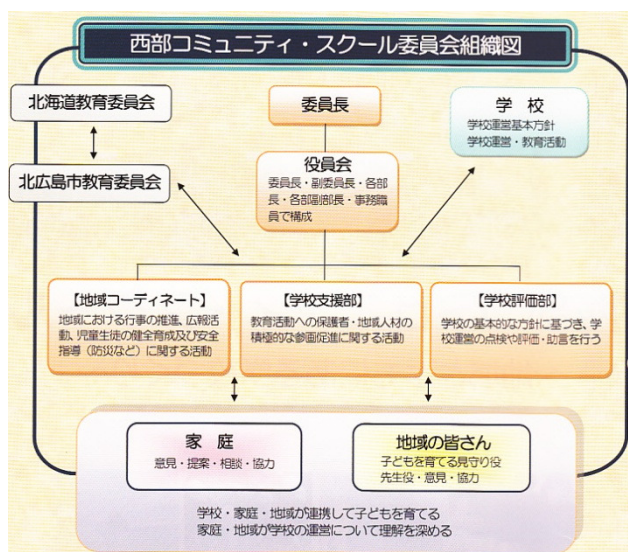 西部コミュニティ・スクール委員会組織図
北海道教育委員会
北広島市教育委員会
委員長
学 校
学校運営基本方針
学校運営・教育活動
役員会
委員長・副委員長・各部
長・各部副部長・事務職員
で構成
【地域コーディネート】
地域における行事の推進、広報活
動、児童生徒の健全育成及び安全
指導（防災など）に関する活動
【学校支援部】
教育活動への保護者・地域人材の
積極的な参画促進に関する活動
【学校評価部】
学校の基本的な方針に基づき、学
校運営の点検や評価・助言を行う
家 庭
意見・提案・相談・協力
地域の皆さん
子どもを育てる見守り役
先生役・意見・協力
学校・家庭・地域が連携して子どもを育てる
家庭・地域が学校の運営について理解を深める